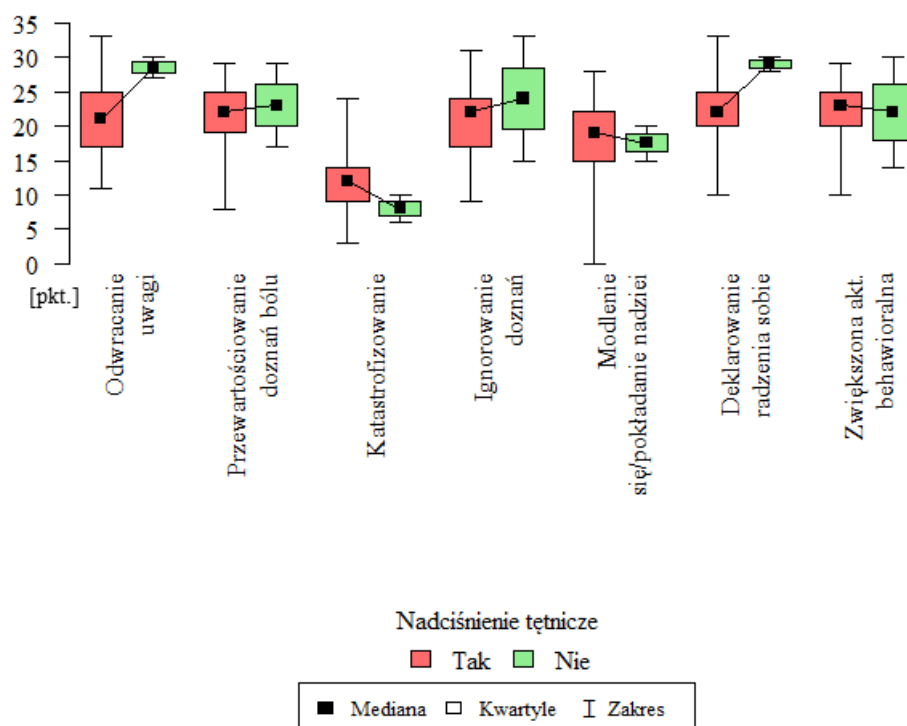 35
30
25
20
15
10
5
0
[pkt.]
Odwracanie
uwagi
Przewartościowanie
doznań bólu
Katastrofizowanie
Ignorowanie
doznań
Modlenie
się/pokładanie nadziei
Deklarowanie
radzenia sobie
Zwiększona akt.
behawioralna
Nadciśnienie tętnicze
Tak Nie
Mediana Kwartyle Zakres